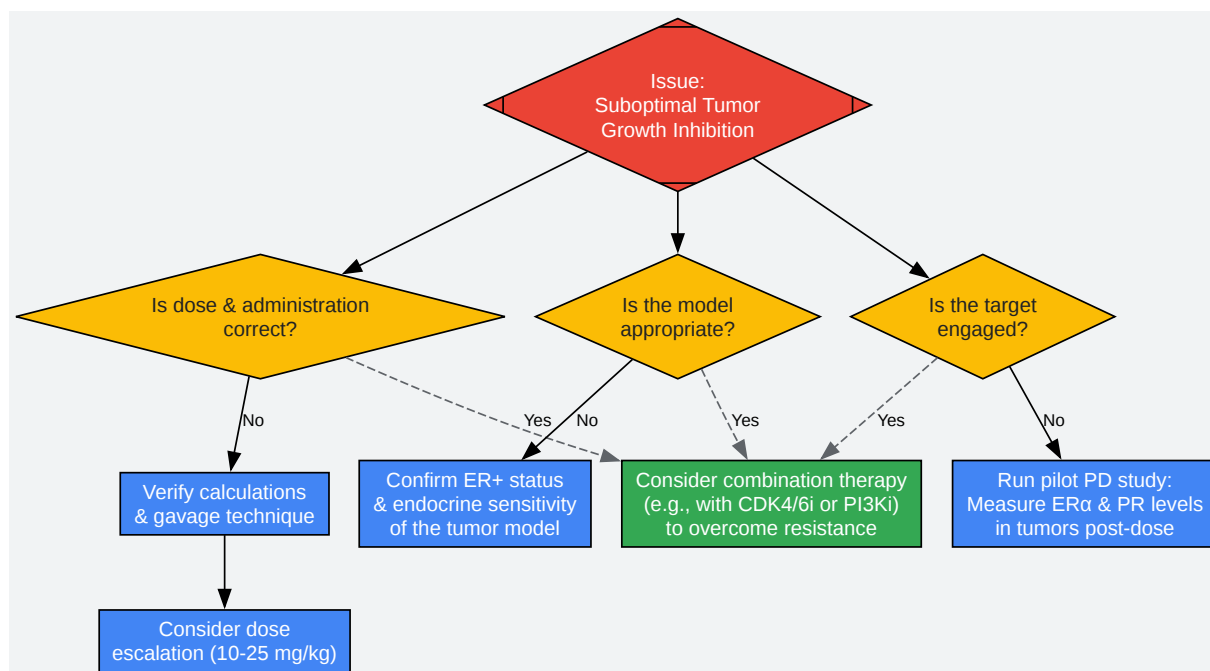 Issue:
Suboptimal Tumor
Growth Inhibition
Is dose & administration
correct?
Is the model
appropriate?
Is the target
engaged?
No
Yes
No
Yes
Yes
No
Verify calculations
& gavage technique
Confirm ER+ status
& endocrine sensitivity
of the tumor model
Consider combination therapy
(e.g., with CDK4/6i or PI3Ki)
to overcome resistance
Run pilot PD study:
Measure ERα & PR levels
in tumors post-dose
Consider dose
escalation (10-25 mg/kg)